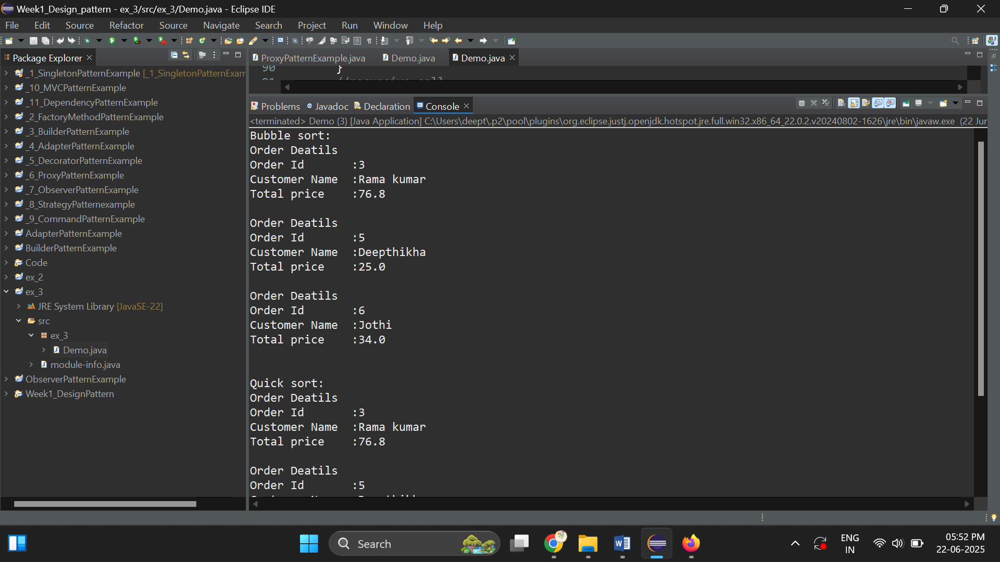 Week1_Design_pattern - ex_3/src/ex_3/Demo.java - Eclipse IDE
File Edit Source Refactor Source Navigate Search Project Run Window Help
Package Explorer
_1_SingletonPatternExample [_1_SingletonPatternExam
_10_MVCPatternExample
_11_DependencyPatternExample
_2_FactoryMethodPatternExample
_3_BuilderPatternExample
_4_AdapterPatternExample
_5_DecoratorPatternExample
_6_ProxyPatternExample
_7_ObserverPatternExample
_8_StrategyPatternexample
_9_CommandPatternExample
AdapterPatternExample
BuilderPatternExample
Code
ex_2
ex_3
JRE System Library [JavaSE-22]
src
ex_3
Demo.java
module-info.java
ObserverPatternExample
Week1_DesignPattern
ProxyPatternExample.java Demo.java Demo.java
90 }
Problems Javadoc Declaration Console
<terminated> Demo (3) [Java Application] C:\Users\deept\.p2\pool\plugins\org.eclipse.justj.openjdk.hotspot.jre.full.win32.x86_64_22.0.2.v20240802-1626\jre\bin\javaw.exe (22 Jun
Bubble sort:
Order Deatils
Order Id :3
Customer Name :Rama kumar
Total price :76.8
Order Deatils
Order Id :5
Customer Name :Deepthikha
Total price :25.0
Order Deatils
Order Id :6
Customer Name :Jothi
Total price :34.0
Quick sort:
Order Deatils
Order Id :3
Customer Name :Rama kumar
Total price :76.8
Order Deatils
Order Id :5
Search
ENG
IN
05:52 PM
22-06-2025